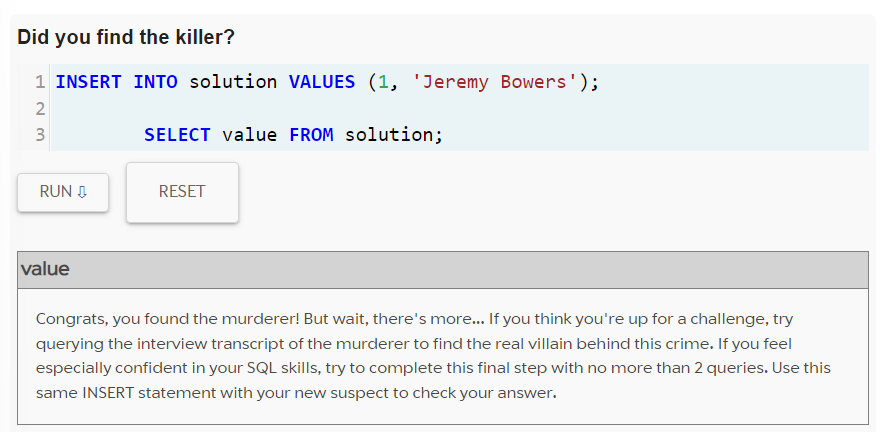 Did you find the killer?
1 INSERT INTO solution VALUES (1, 'Jeremy Bowers');
2
3 SELECT value FROM solution;
RUN ⇩ RESET
value
Congrats, you found the murderer! But wait, there's more... If you think you're up for a challenge, try
querying the interview transcript of the murderer to find the real villain behind this crime. If you feel
especially confident in your SQL skills, try to complete this final step with no more than 2 queries. Use this
same INSERT statement with your new suspect to check your answer.